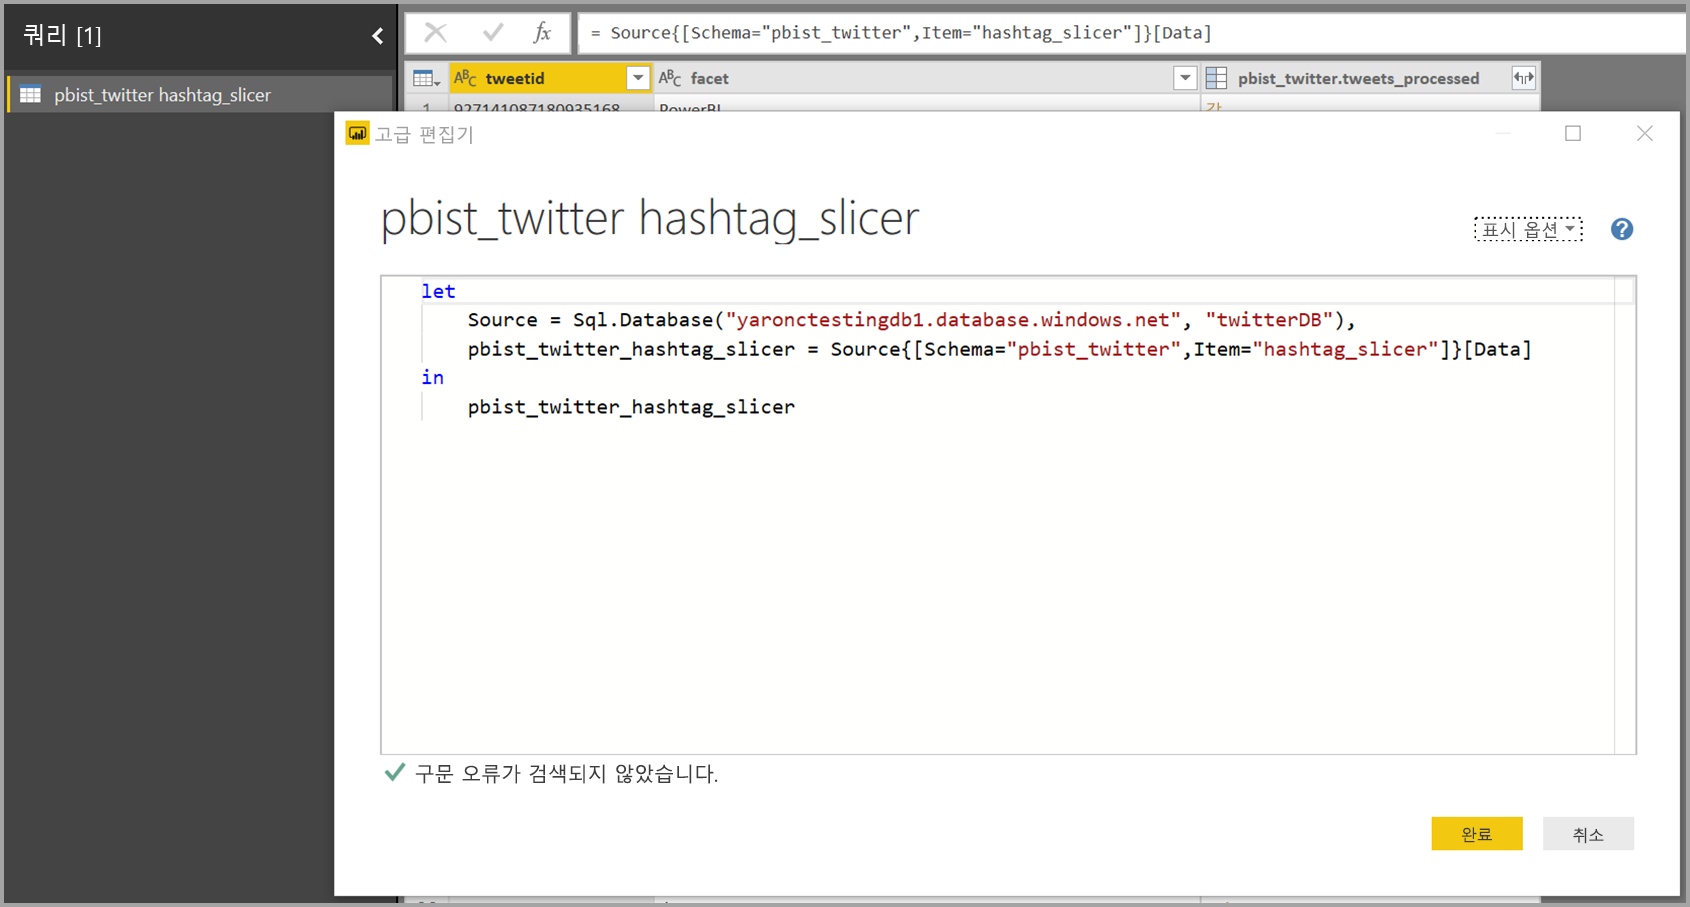 쿼리 [1]
fx
= Source{[Schema="pbist_twitter",Item="hashtag_slicer"]}[Data]
pbist_twitter hashtag_slicer
ABC tweetid
ABC facet
pbist_twitter.tweets_processed
1 927141087180935168 PowerBI
고급 편집기
pbist_twitter hashtag_slicer
표시 옵션
?
let
Source = Sql.Database("yaronctestingdb1.database.windows.net", "twitterDB"),
pbist_twitter_hashtag_slicer = Source{[Schema="pbist_twitter",Item="hashtag_slicer"]}[Data]
in
pbist_twitter_hashtag_slicer
구문 오류가 검색되지 않았습니다.
완료
취소